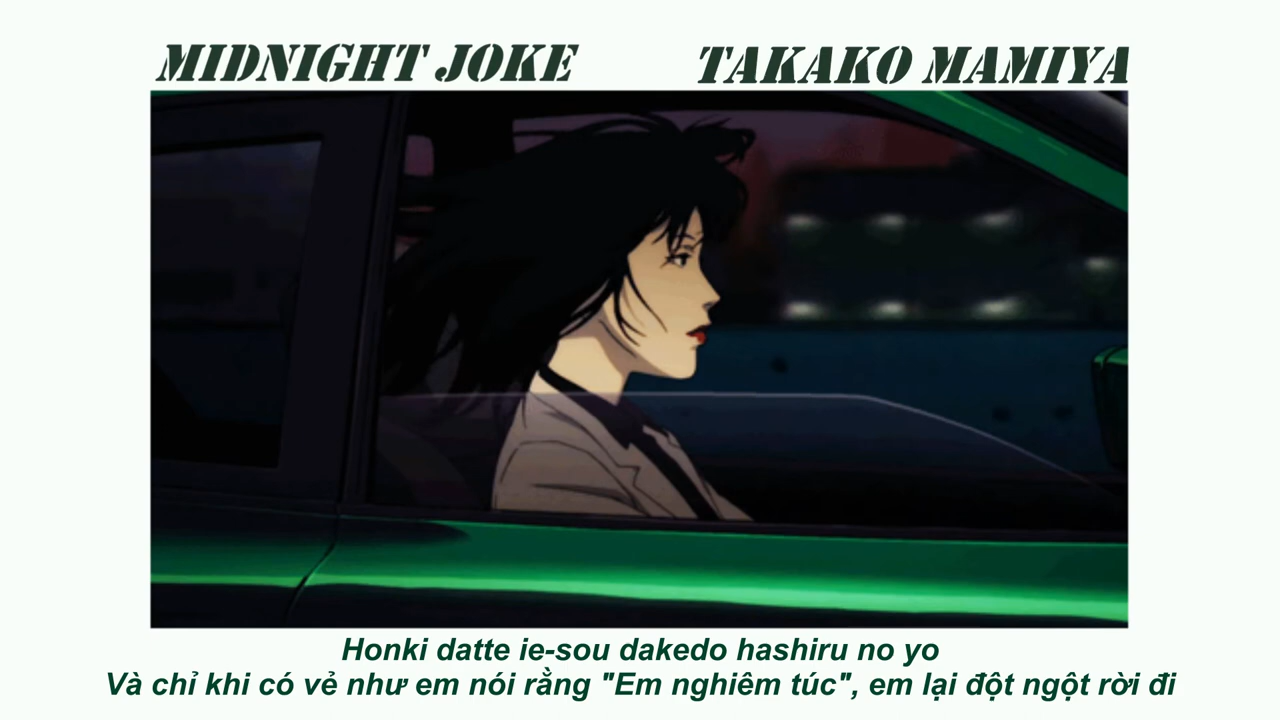 MIDNIGHT JOKE TAKAKO MAMIYA
Honki datte ie-sou dakedo hashiru no yo
Và chỉ khi có vẻ như em nói rằng "Em nghiêm túc", em lại đột ngột rời đi